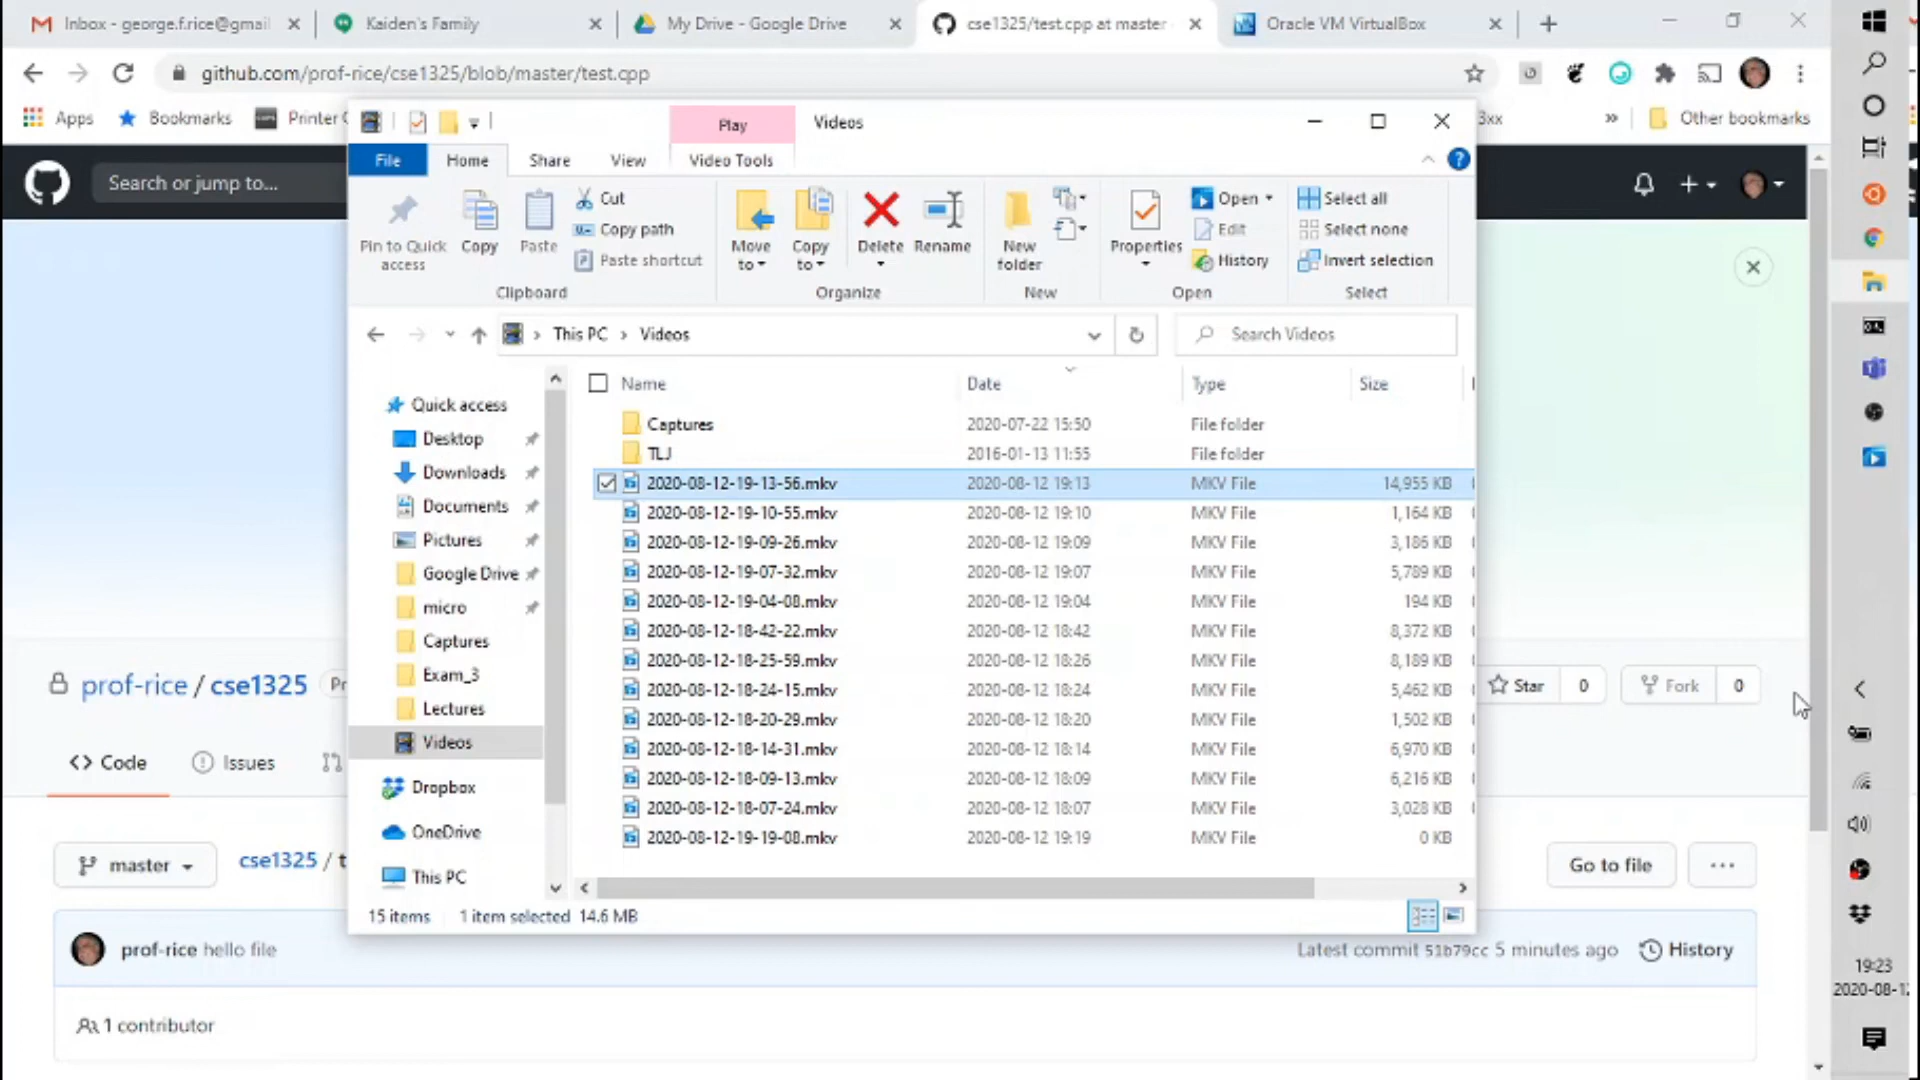 Inbox - george.f.rice@gmail
Kaiden's Family
My Drive - Google Drive
cse1325/test.cpp at master
Oracle VM VirtualBox
github.com/prof-rice/cse1325/blob/master/test.cpp
Apps
Bookmarks
Printer
3xx
Other bookmarks
Play
Videos
File
Home
Share
View
Video Tools
Search or jump to...
Pin to Quick access
Copy
Paste
Cut
Copy path
Paste shortcut
Clipboard
Move to
Copy to
Delete
Rename
Organize
New folder
New
Properties
Open
Edit
History
Open
Select all
Select none
Invert selection
Select
This PC > Videos
Search Videos
Name Date Type Size
Captures 2020-07-22 15:50 File folder
TLJ 2016-01-13 11:55 File folder
2020-08-12-19-13-56.mkv 2020-08-12 19:13 MKV File 14,955 KB
2020-08-12-19-10-55.mkv 2020-08-12 19:10 MKV File 1,164 KB
2020-08-12-19-09-26.mkv 2020-08-12 19:09 MKV File 3,186 KB
2020-08-12-19-07-32.mkv 2020-08-12 19:07 MKV File 5,789 KB
2020-08-12-19-04-08.mkv 2020-08-12 19:04 MKV File 194 KB
2020-08-12-18-42-22.mkv 2020-08-12 18:42 MKV File 8,372 KB
2020-08-12-18-25-59.mkv 2020-08-12 18:26 MKV File 8,189 KB
2020-08-12-18-24-15.mkv 2020-08-12 18:24 MKV File 5,462 KB
2020-08-12-18-20-29.mkv 2020-08-12 18:20 MKV File 1,502 KB
2020-08-12-18-14-31.mkv 2020-08-12 18:14 MKV File 6,970 KB
2020-08-12-18-09-13.mkv 2020-08-12 18:09 MKV File 6,216 KB
2020-08-12-18-07-24.mkv 2020-08-12 18:07 MKV File 3,028 KB
2020-08-12-19-19-08.mkv 2020-08-12 19:19 MKV File 0 KB
Quick access
Desktop
Downloads
Documents
Pictures
Google Drive
micro
Captures
Exam_3
Lectures
Videos
Dropbox
OneDrive
This PC
15 items 1 item selected 14.6 MB
prof-rice / cse1325 Pr
Star 0
Fork 0
Code
Issues
master
cse1325 / t
Go to file
...
prof-rice hello file
Latest commit 51b79cc 5 minutes ago
History
1 contributor
19:23
2020-08-12